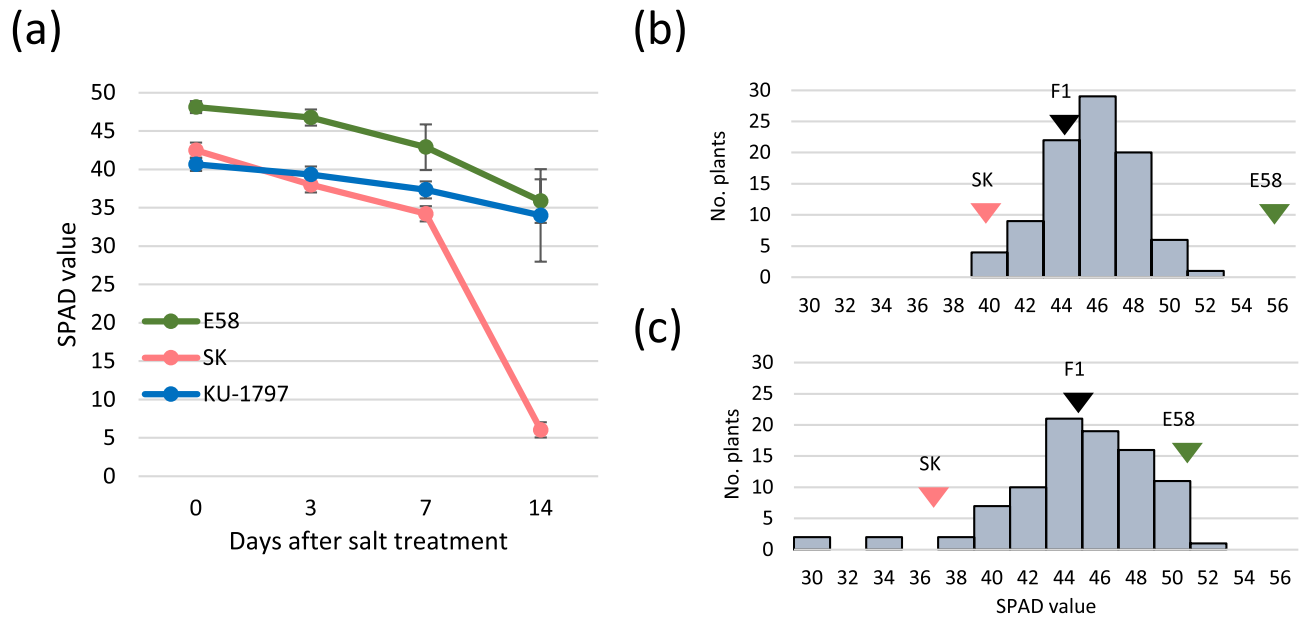 (a)
50
45
40
35
30
25
20
15
10
5
0
SPAD value
E58
SK
KU-1797
0 3 7 14
Days after salt treatment
(b)
30
25
20
15
10
5
0
No. plants
F1
SK
E58
30 32 34 36 38 40 42 44 46 48 50 52 54 56
(c)
30
25
20
15
10
5
0
No. plants
F1
E58
SK
30 32 34 36 38 40 42 44 46 48 50 52 54 56
SPAD value